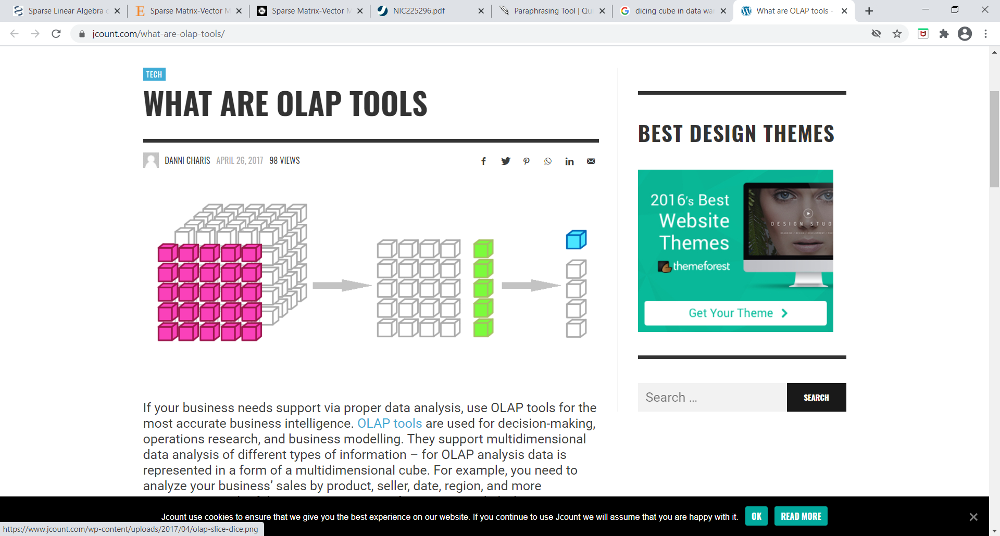 Sparse Linear Algebra
Sparse Matrix-Vector M
Sparse Matrix-Vector M
NIC225296.pdf
Paraphrasing Tool | Qui
dicing cube in data wa
What are OLAP tools -
jcount.com/what-are-olap-tools/
TECH
WHAT ARE OLAP TOOLS
DANNI CHARIS APRIL 26, 2017 98 VIEWS
If your business needs support via proper data analysis, use OLAP tools for the
most accurate business intelligence. OLAP tools are used for decision-making,
operations research, and business modelling. They support multidimensional
data analysis of different types of information – for OLAP analysis data is
represented in a form of a multidimensional cube. For example, you need to
analyze your business’ sales by product, seller, date, region, and more
BEST DESIGN THEMES
2016's Best
Website
Themes
themeforest
DESIGN STUD
Get Your Theme
Search ...
SEARCH
Jcount use cookies to ensure that we give you the best experience on our website. If you continue to use Jcount we will assume that you are happy with it.
OK
READ MORE
https://www.jcount.com/wp-content/uploads/2017/04/olap-slice-dice.png